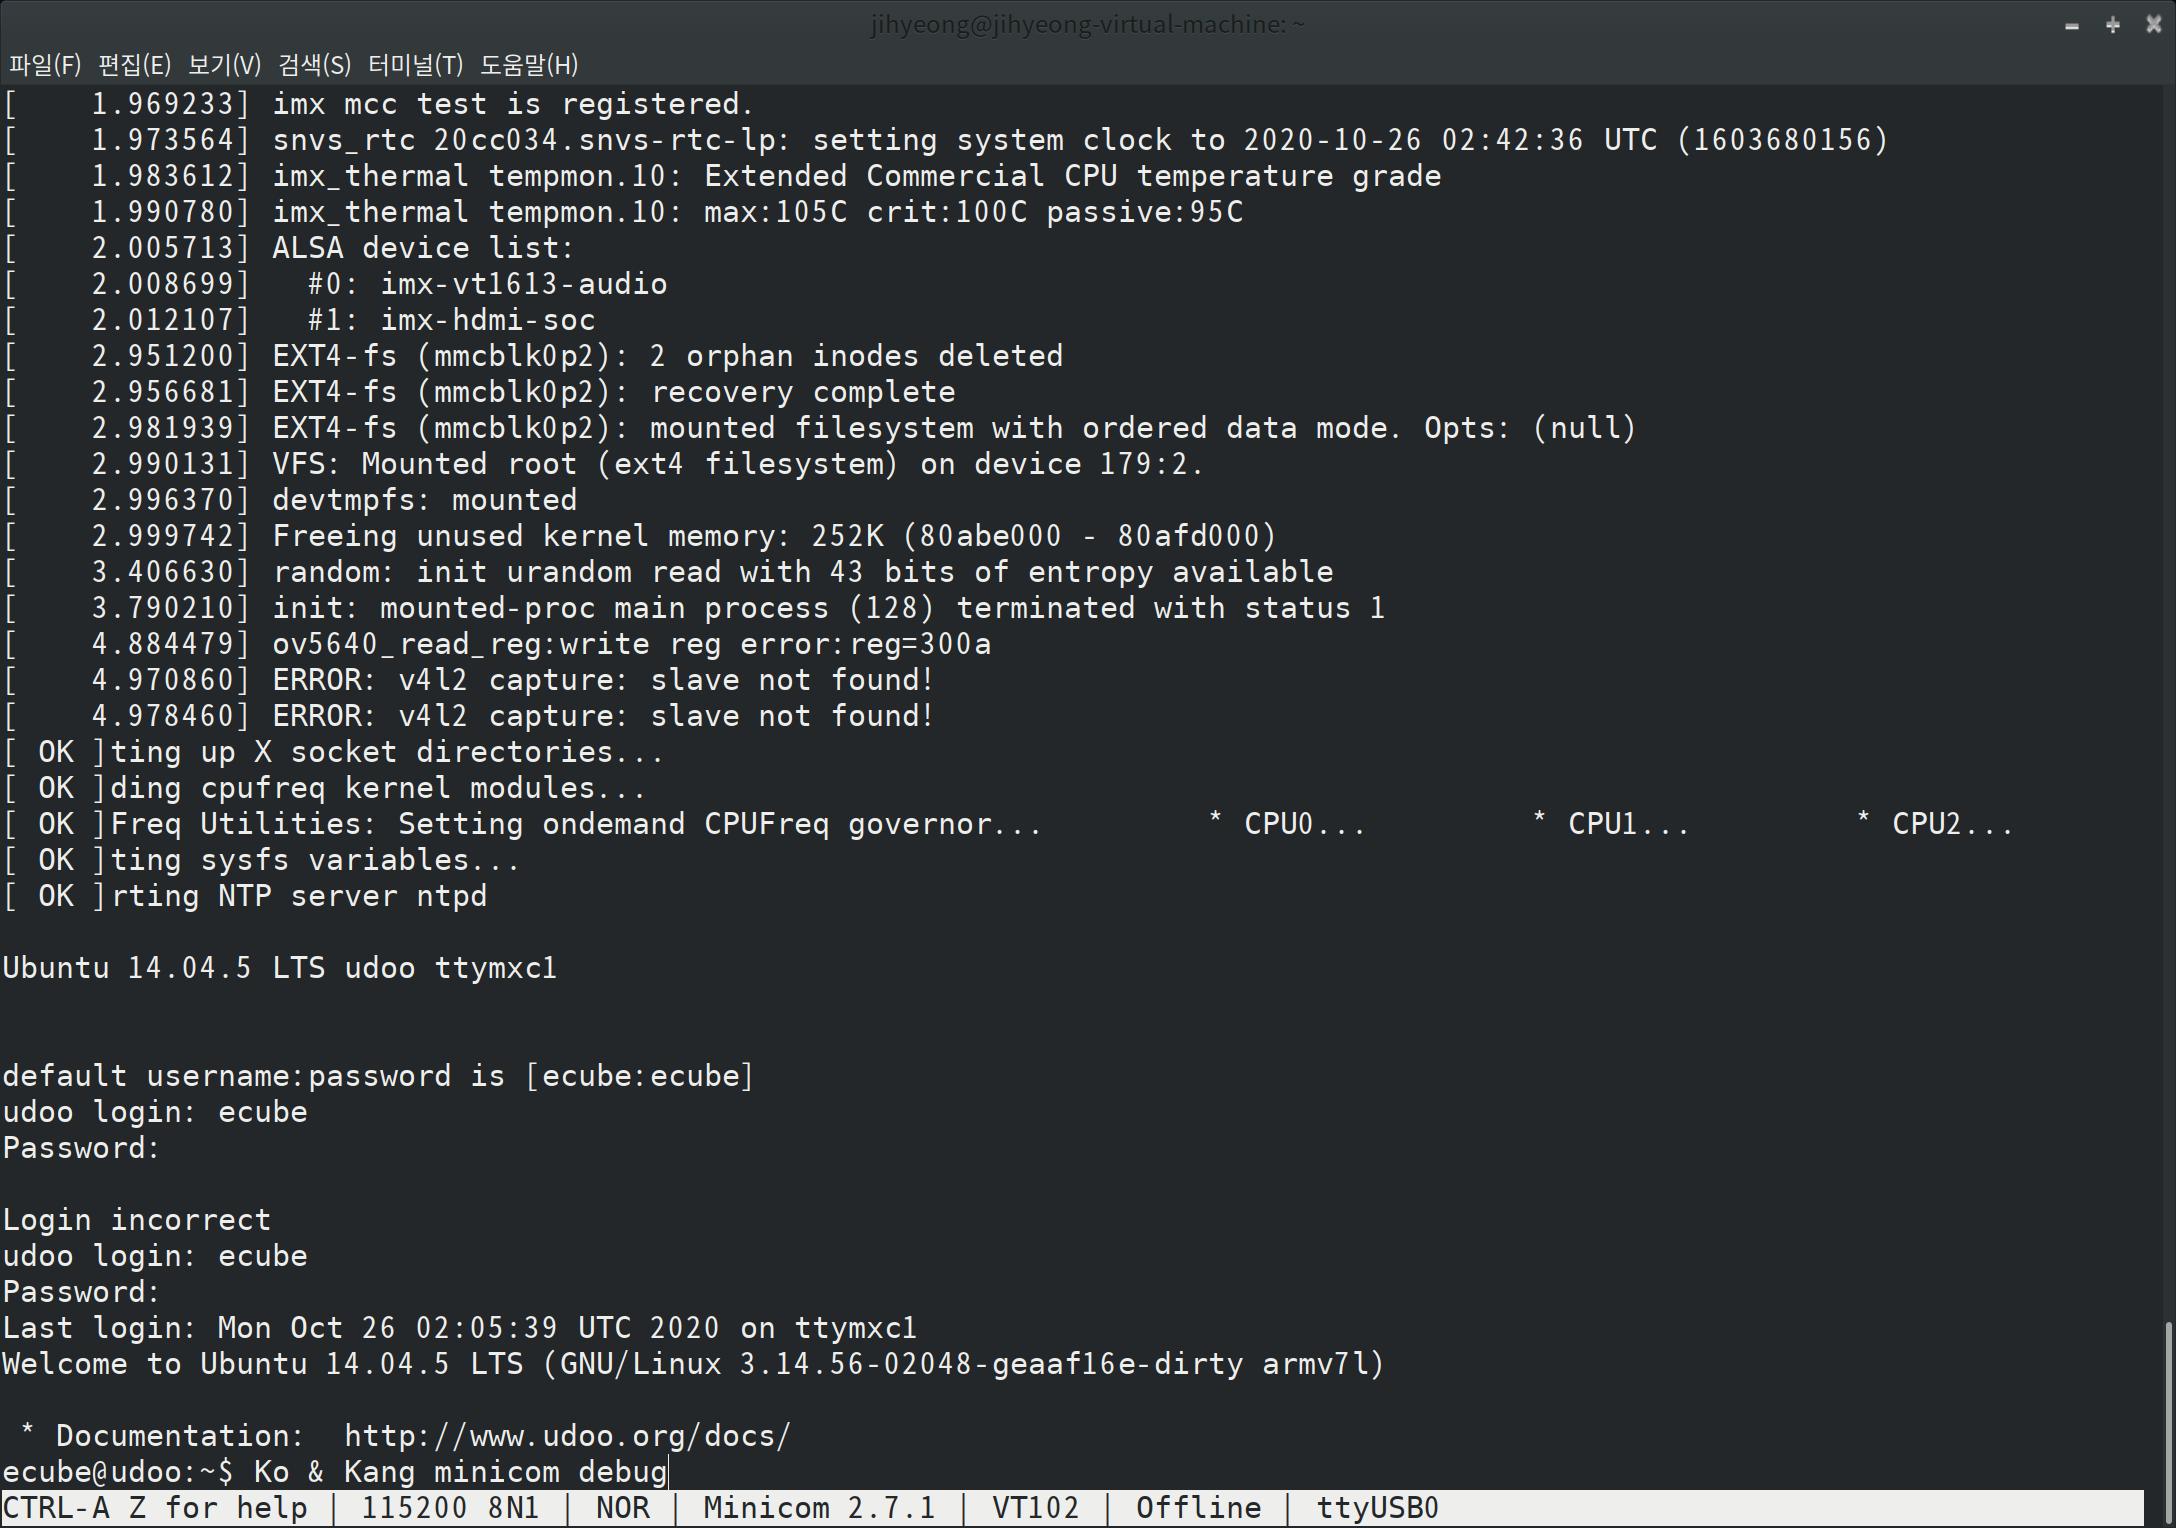 jihyeong@jihyeong-virtual-machine: ~
파일(F) 편집(E) 보기(V) 검색(S) 터미널(T) 도움말(H)
[    1.969233] imx mcc test is registered.
[    1.973564] snvs_rtc 20cc034.snvs-rtc-lp: setting system clock to 2020-10-26 02:42:36 UTC (1603680156)
[    1.983612] imx_thermal tempmon.10: Extended Commercial CPU temperature grade
[    1.990780] imx_thermal tempmon.10: max:105C crit:100C passive:95C
[    2.005713] ALSA device list:
[    2.008699]   #0: imx-vt1613-audio
[    2.012107]   #1: imx-hdmi-soc
[    2.951200] EXT4-fs (mmcblk0p2): 2 orphan inodes deleted
[    2.956681] EXT4-fs (mmcblk0p2): recovery complete
[    2.981939] EXT4-fs (mmcblk0p2): mounted filesystem with ordered data mode. Opts: (null)
[    2.990131] VFS: Mounted root (ext4 filesystem) on device 179:2.
[    2.996370] devtmpfs: mounted
[    2.999742] Freeing unused kernel memory: 252K (80abe000 - 80afd000)
[    3.406630] random: init urandom read with 43 bits of entropy available
[    3.790210] init: mounted-proc main process (128) terminated with status 1
[    4.884479] ov5640_read_reg:write reg error:reg=300a
[    4.970860] ERROR: v4l2 capture: slave not found!
[    4.978460] ERROR: v4l2 capture: slave not found!
[ OK ]ting up X socket directories...
[ OK ]ding cpufreq kernel modules...
[ OK ]Freq Utilities: Setting ondemand CPUFreq governor...         * CPU0...         * CPU1...         * CPU2...
[ OK ]ting sysfs variables...
[ OK ]rting NTP server ntpd
Ubuntu 14.04.5 LTS udoo ttymxc1
default username:password is [ecube:ecube]
udoo login: ecube
Password:
Login incorrect
udoo login: ecube
Password:
Last login: Mon Oct 26 02:05:39 UTC 2020 on ttymxc1
Welcome to Ubuntu 14.04.5 LTS (GNU/Linux 3.14.56-02048-geaaf16e-dirty armv7l)
 * Documentation:  http://www.udoo.org/docs/
ecube@udoo:~$ Ko & Kang minicom debug
CTRL-A Z for help | 115200 8N1 | NOR | Minicom 2.7.1 | VT102 | Offline | ttyUSB0